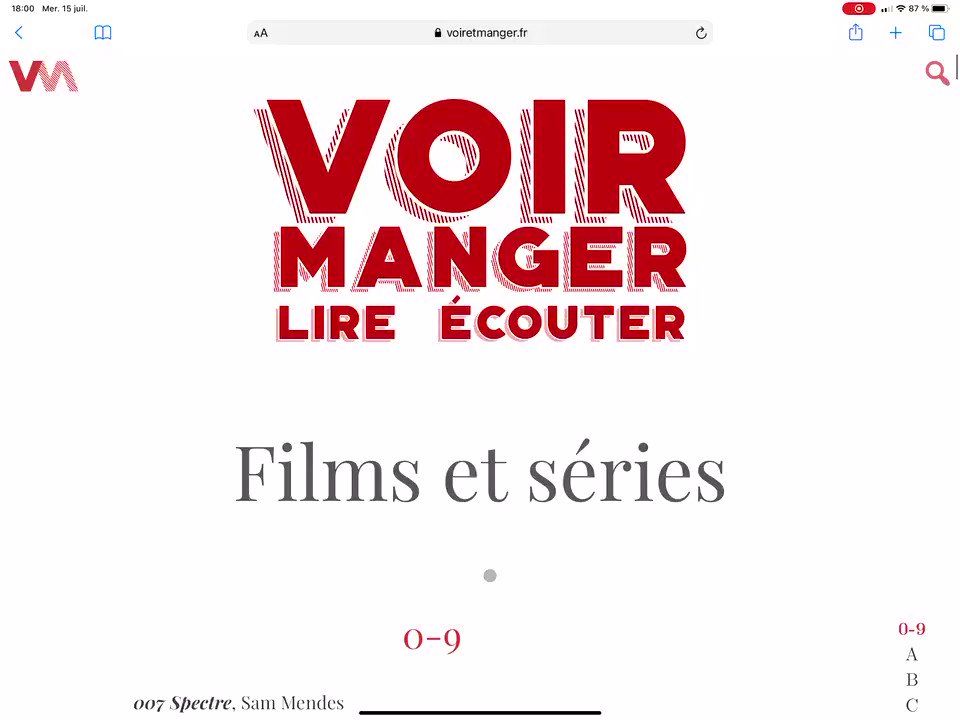 18:00 Mer. 15 juil.
87 %
AA
voiretmanger.fr
VM
VOIR
MANGER
LIRE ÉCOUTER
Films et séries
0-9
007 Spectre, Sam Mendes
0-9
A
B
C